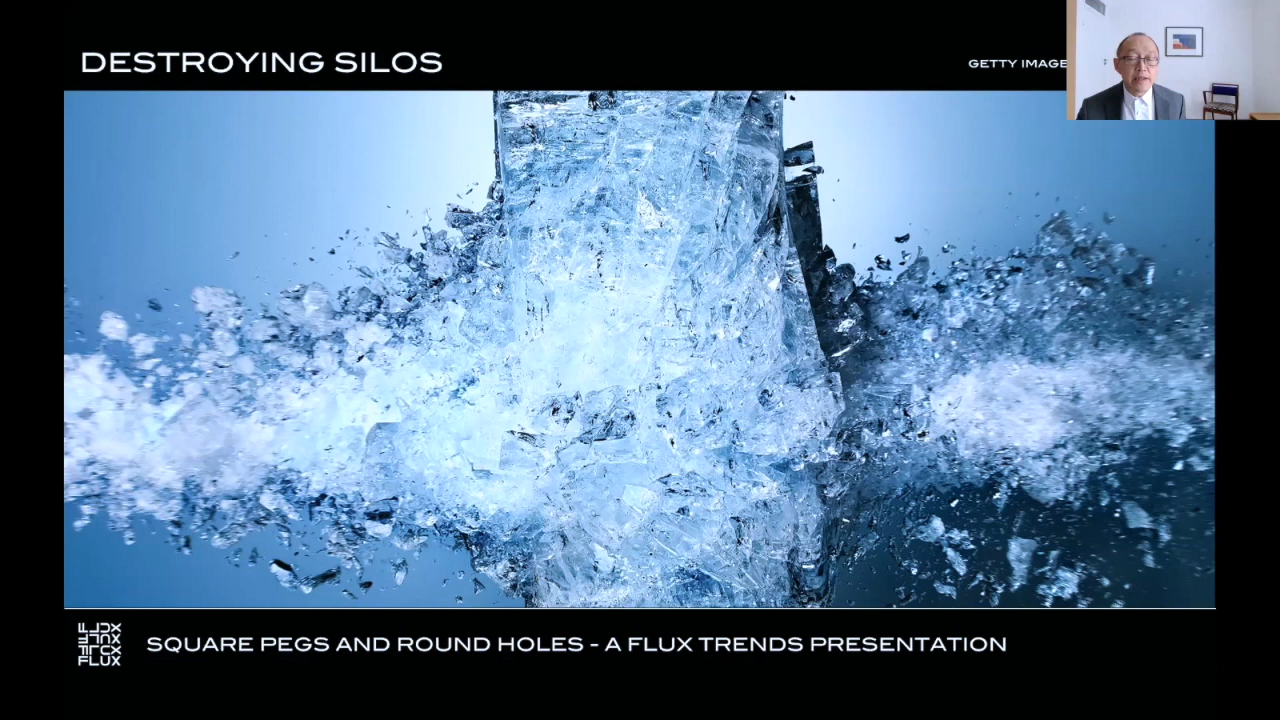 DESTROYING SILOS
GETTY IMAGE
FLUX
SQUARE PEGS AND ROUND HOLES - A FLUX TRENDS PRESENTATION